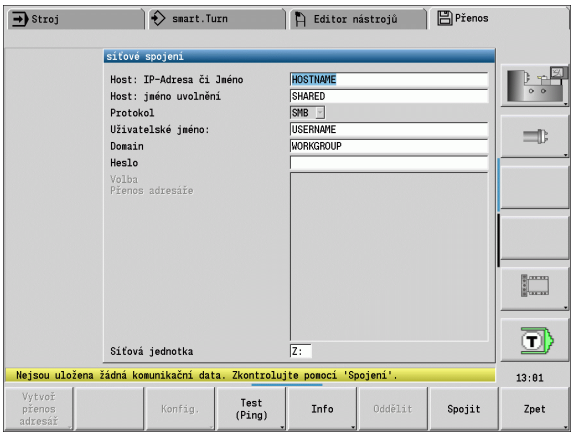 Stroj
smart.Turn
Editor nástrojů
Přenos
síťové spojení
Host: IP-Adresa či Jméno
HOSTNAME
Host: jméno uvolnění
SHARED
Protokol
SMB
Uživatelské jméno:
USERNAME
Domain
WORKGROUP
Heslo
Volba
Přenos adresáře
Síťová jednotka
Z:
Nejsou uložena žádná komunikační data. Zkontrolujte pomocí 'Spojení'.
13:01
Vytvoř
přenos
adresář
Konfig.
Test
(Ping)
Info
Oddělit
Spojit
Zpet
T